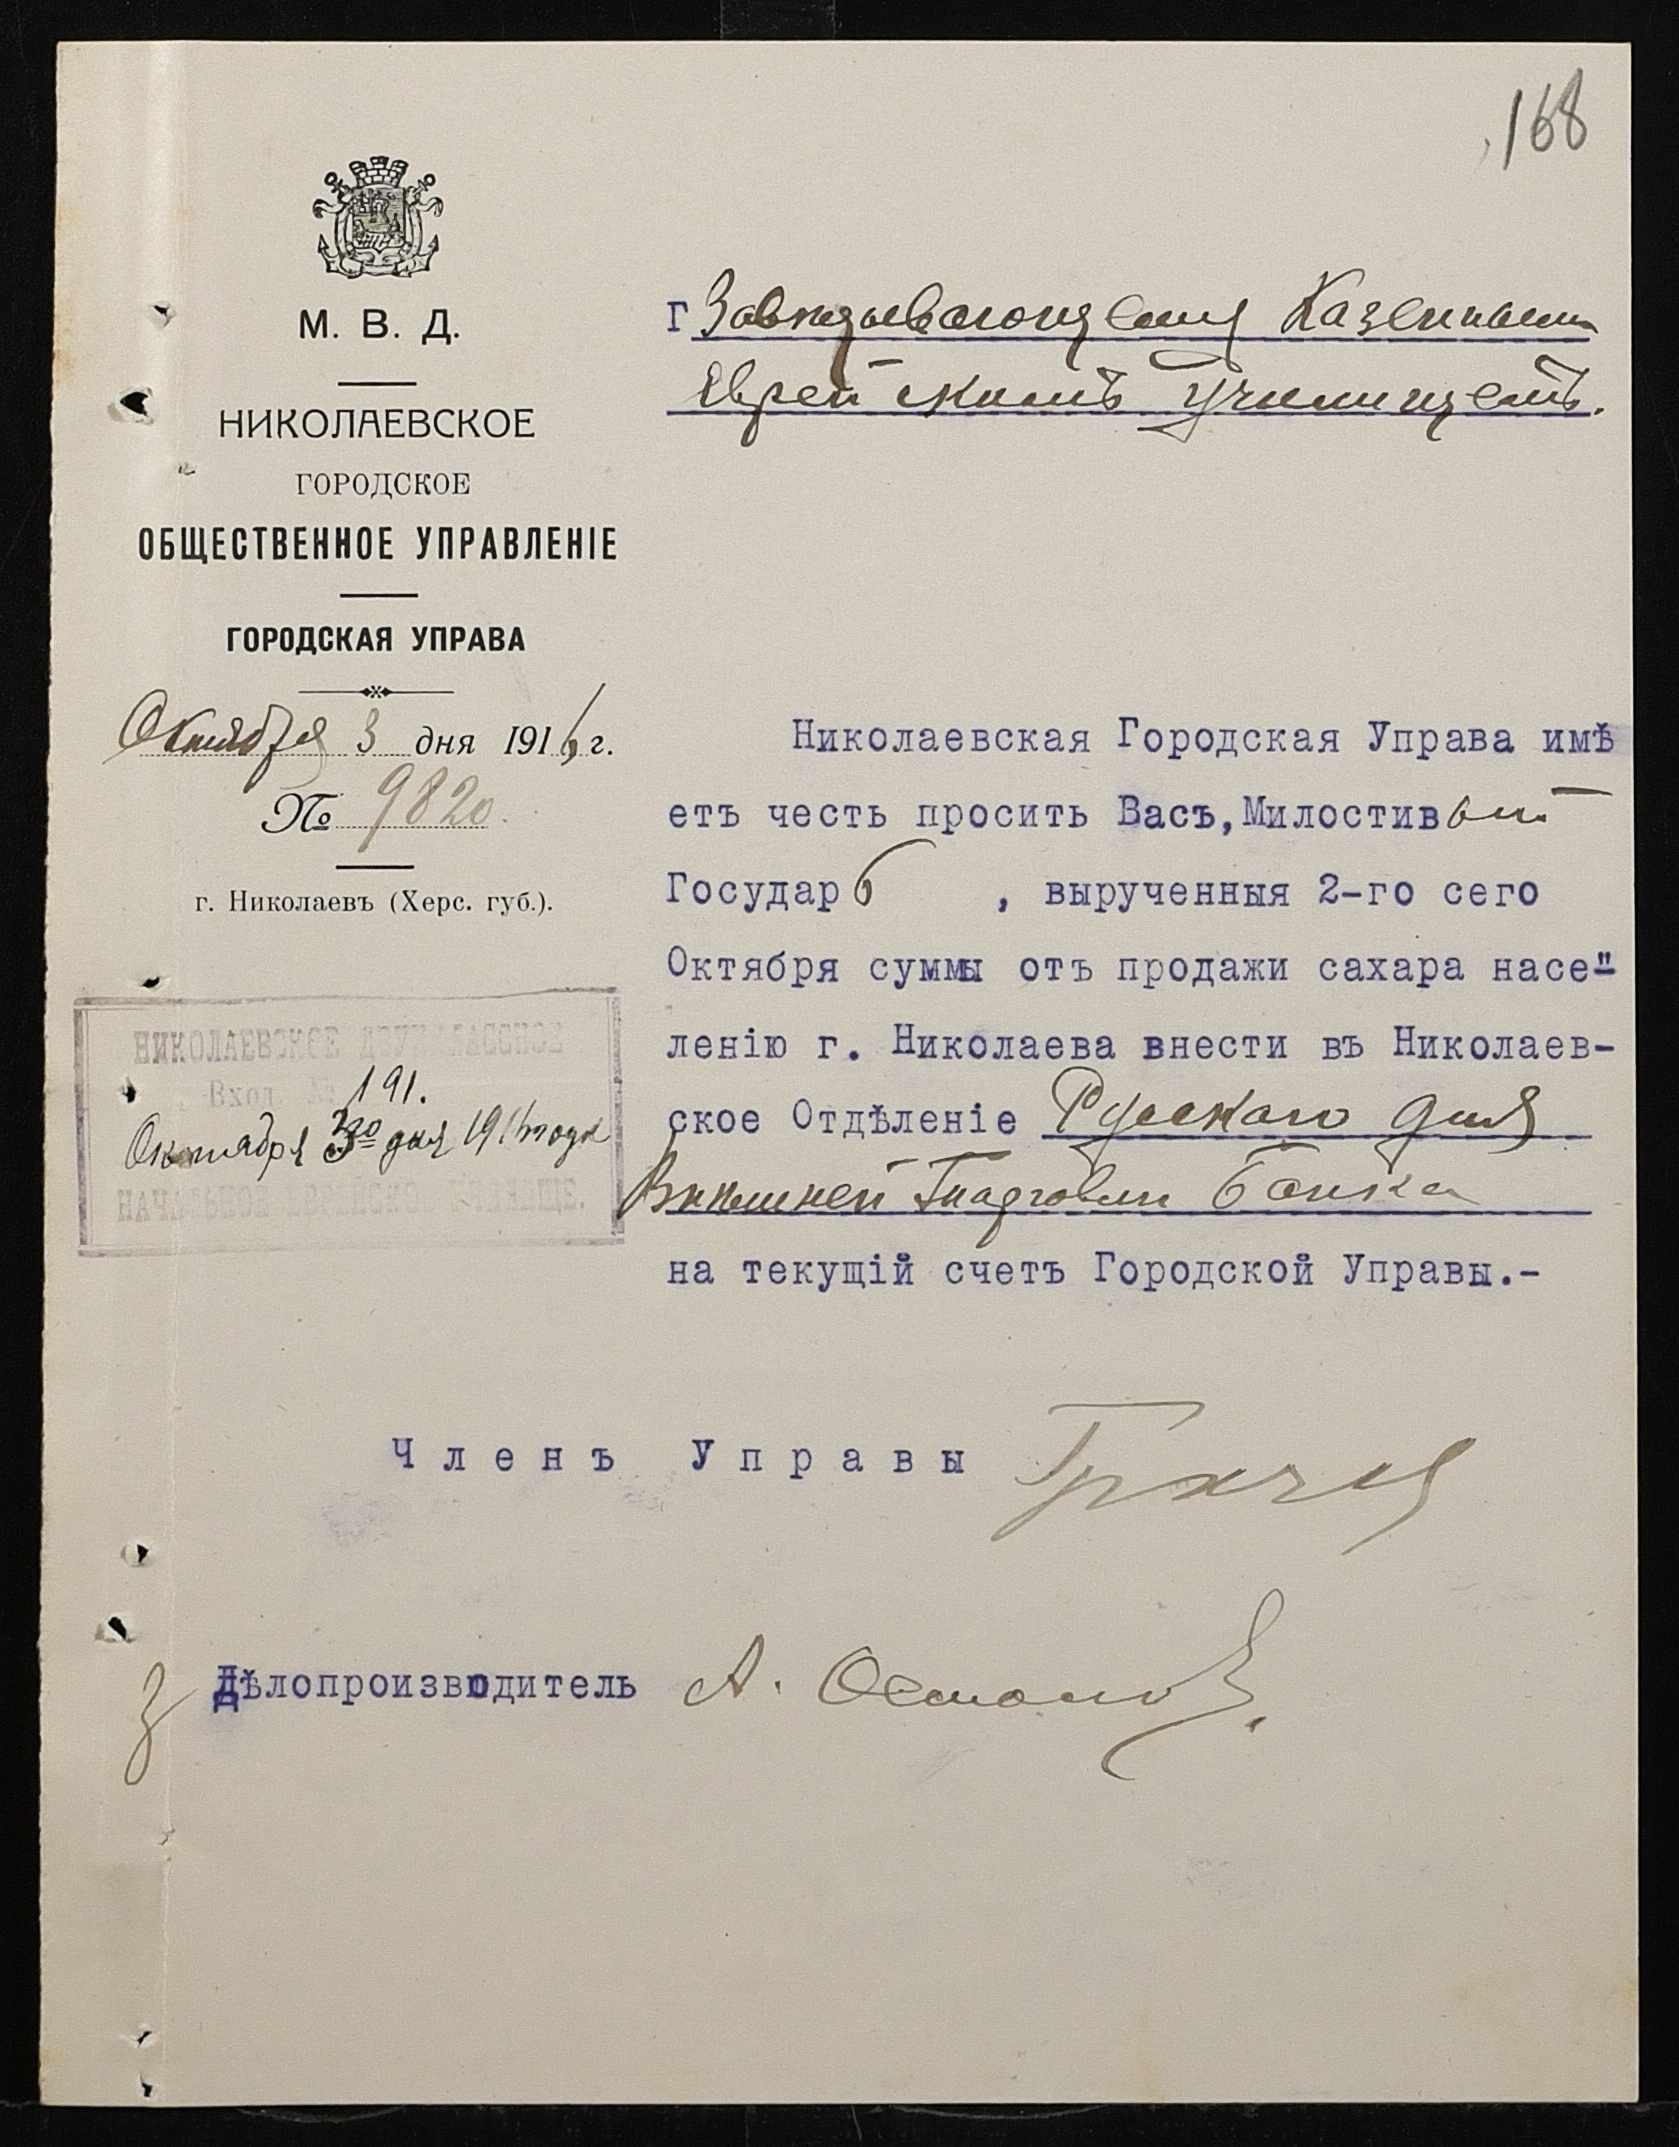 168
М. В. Д.
НИКОЛАЕВСКОЕ
ГОРОДСКОЕ
ОБЩЕСТВЕННОЕ УПРАВЛЕНІЕ
ГОРОДСКАЯ УПРАВА
Октября 3 дня 1916 г.
№ 9820
г. Николаевъ (Херс. губ.).
НИКОЛАЕВСКОЕ ДВУХКЛАССНОЕ
Вход. № 191.
Октября 3го дня 1916 года
НАЧАЛЬНОЕ ЕВРЕЙСКОЕ УЧИЛИЩЕ.
Г Завѣдывающему Казеннымъ
Еврейскимъ Училищемъ.
Николаевская Городская Управа имѣ
етъ честь просить Васъ, Милостивый
Государь, вырученныя 2-го сего
Октября суммы отъ продажи сахара насе"-
ленію г. Николаева внести въ Николаев-
ское Отдѣленіе Русскаго для
Внѣшней Торговли Банка
на текущій счетъ Городской Управы.-
Членъ Управы
Дѣлопроизводитель А.